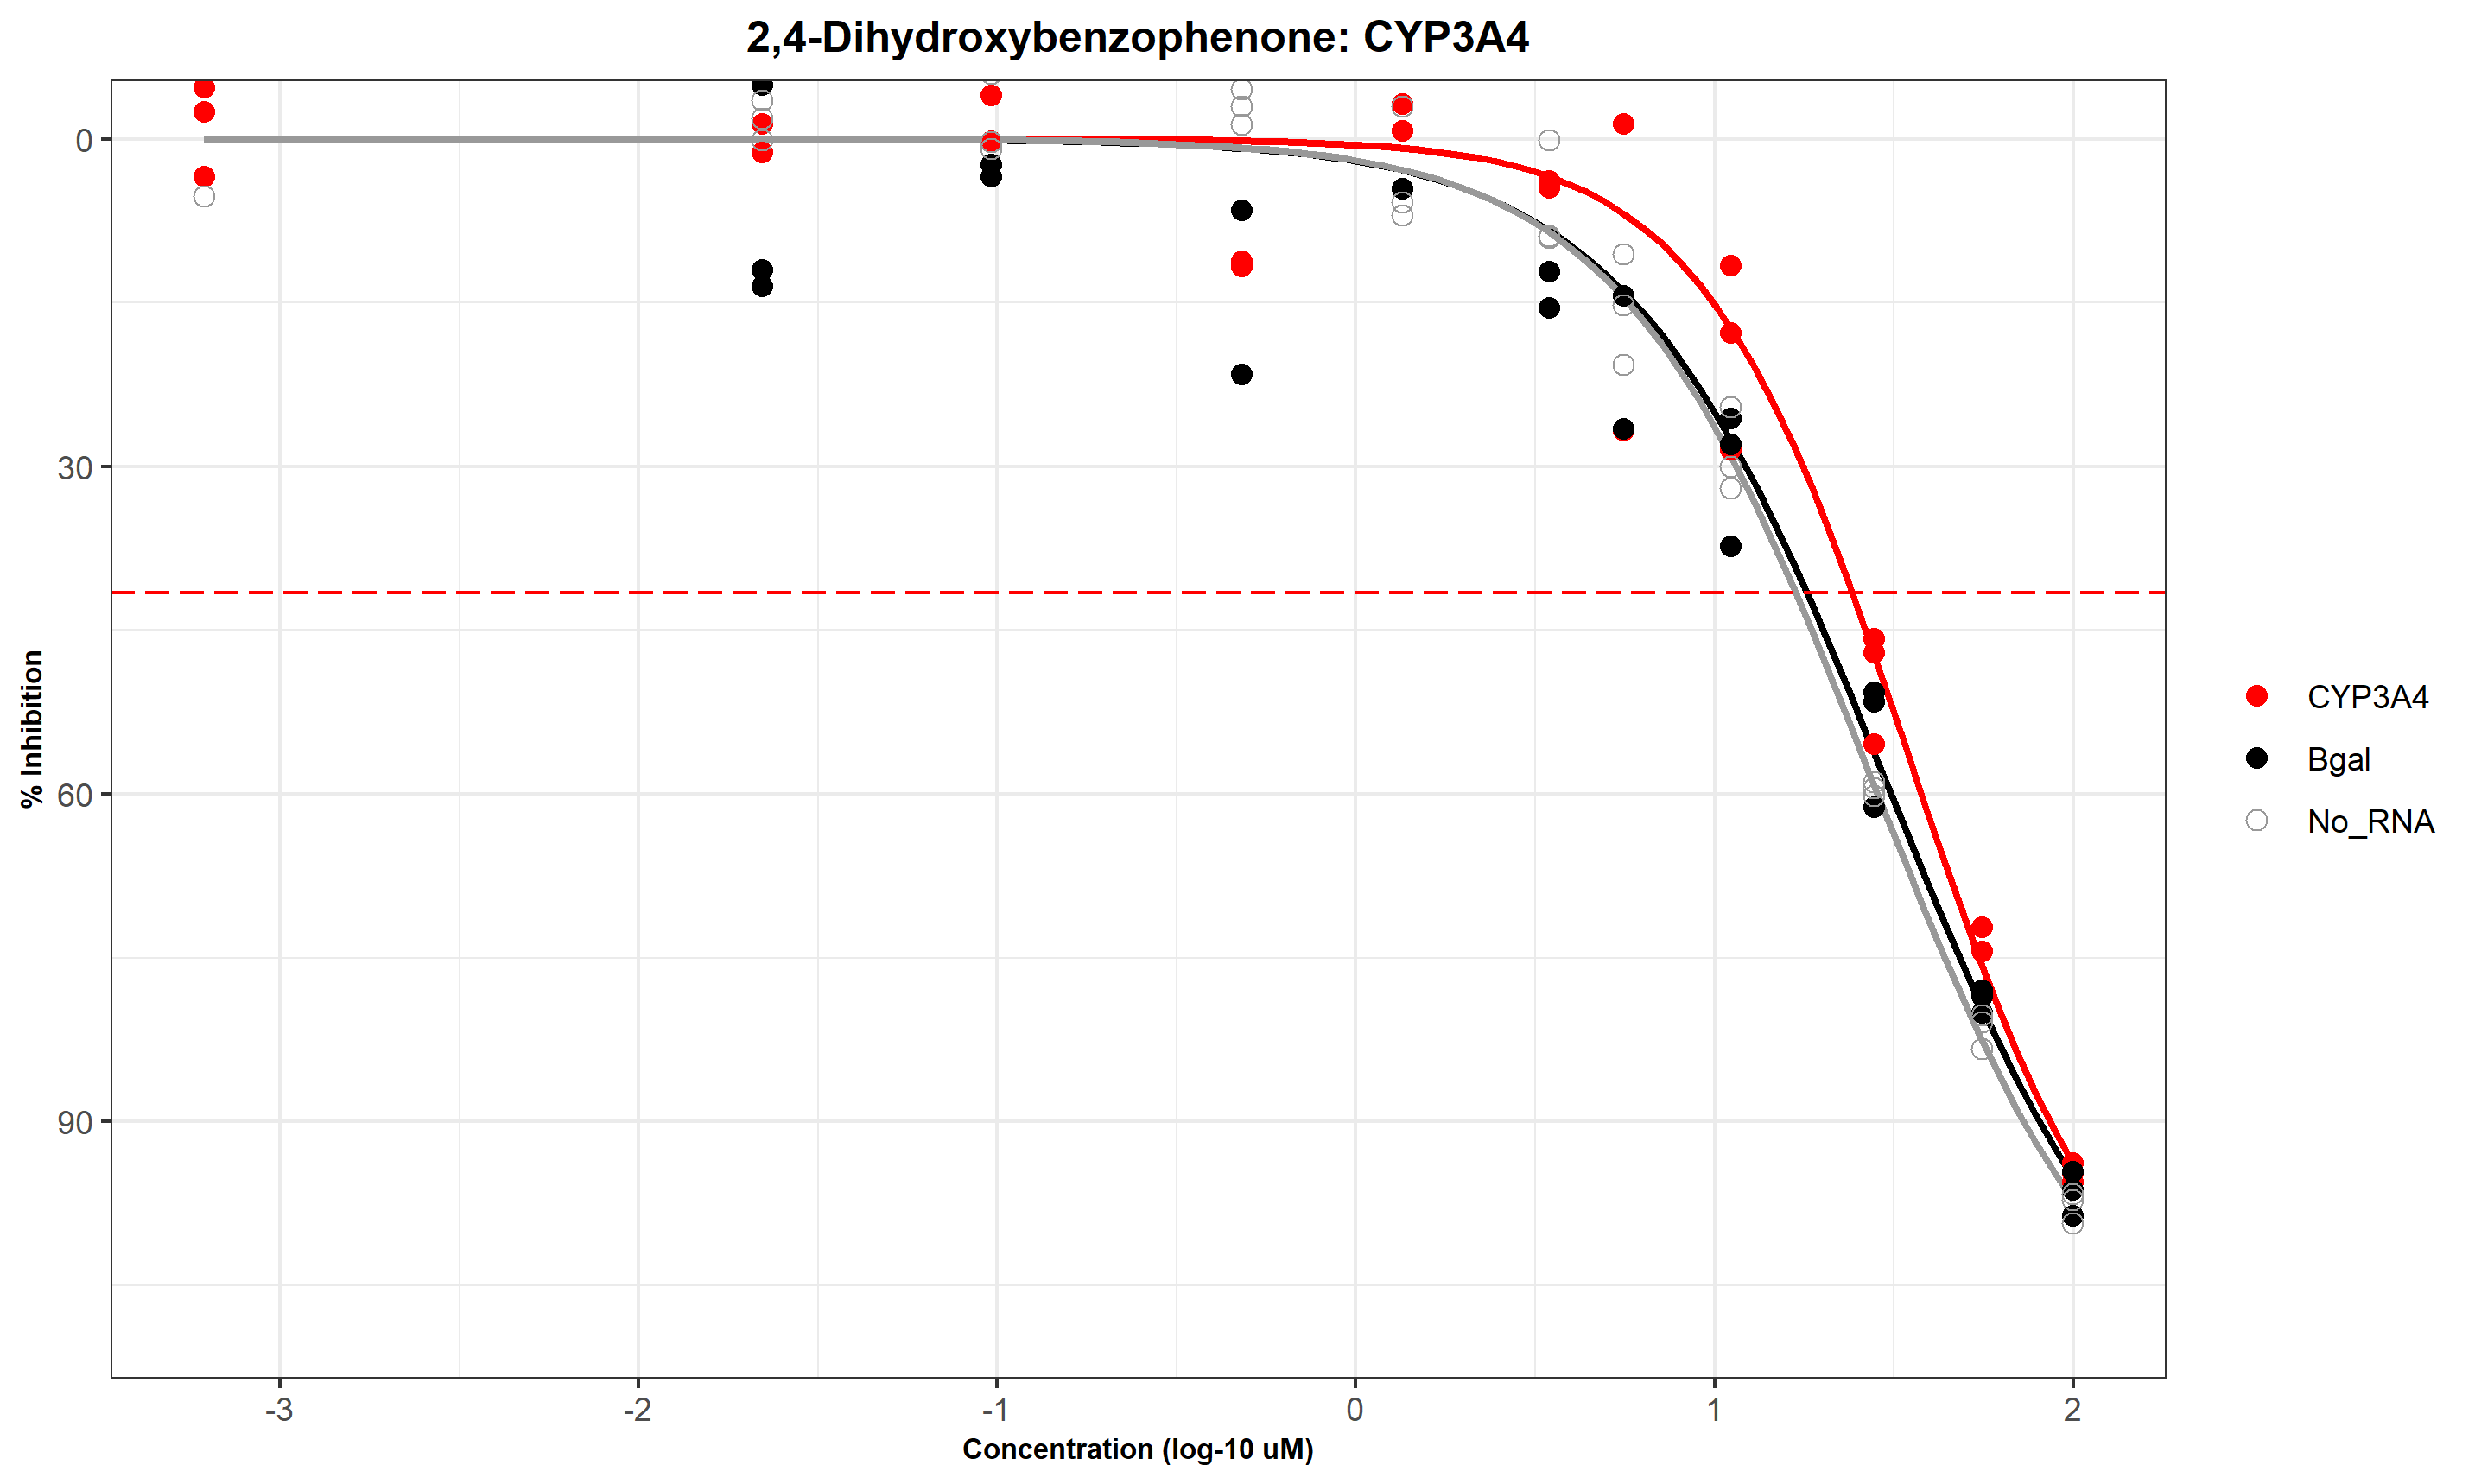 2,4-Dihydroxybenzophenone: CYP3A4
% Inhibition
0
30
60
90
-3
-2
-1
0
1
2
Concentration (log-10 uM)
CYP3A4
Bgal
No_RNA